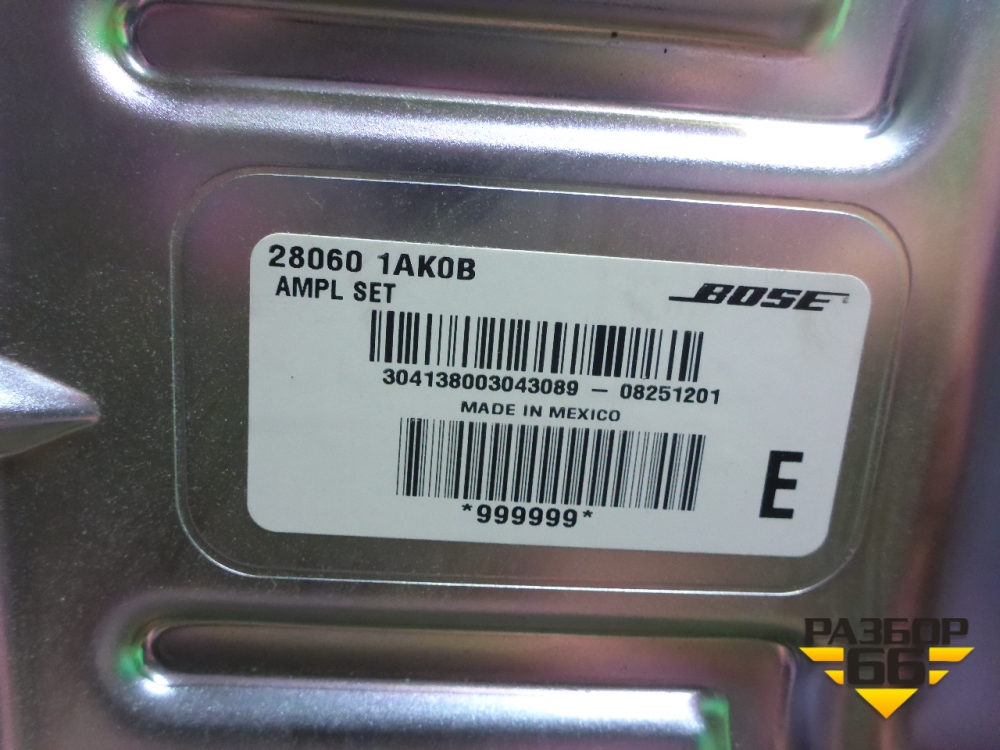 28060 1AK0B
AMPL SET
BOSE
304138003043089 – 08251201
MADE IN MEXICO
*999999*
E
РАЗБОР
66